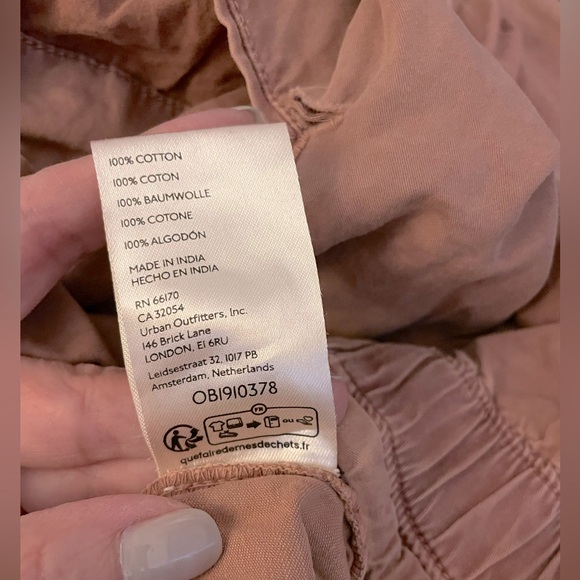 100% COTTON
100% COTON
100% BAUMWOLLE
100% COTONE
100% ALGODÓN
MADE IN INDIA
HECHO EN INDIA
RN 66170
CA 32054
Urban Outfitters, Inc.
146 Brick Lane
LONDON, E1 6RU
Leidsestraat 32, 1017 PB
Amsterdam, Netherlands
OB1910378
FR
OU
quefairedemesdechets.fr